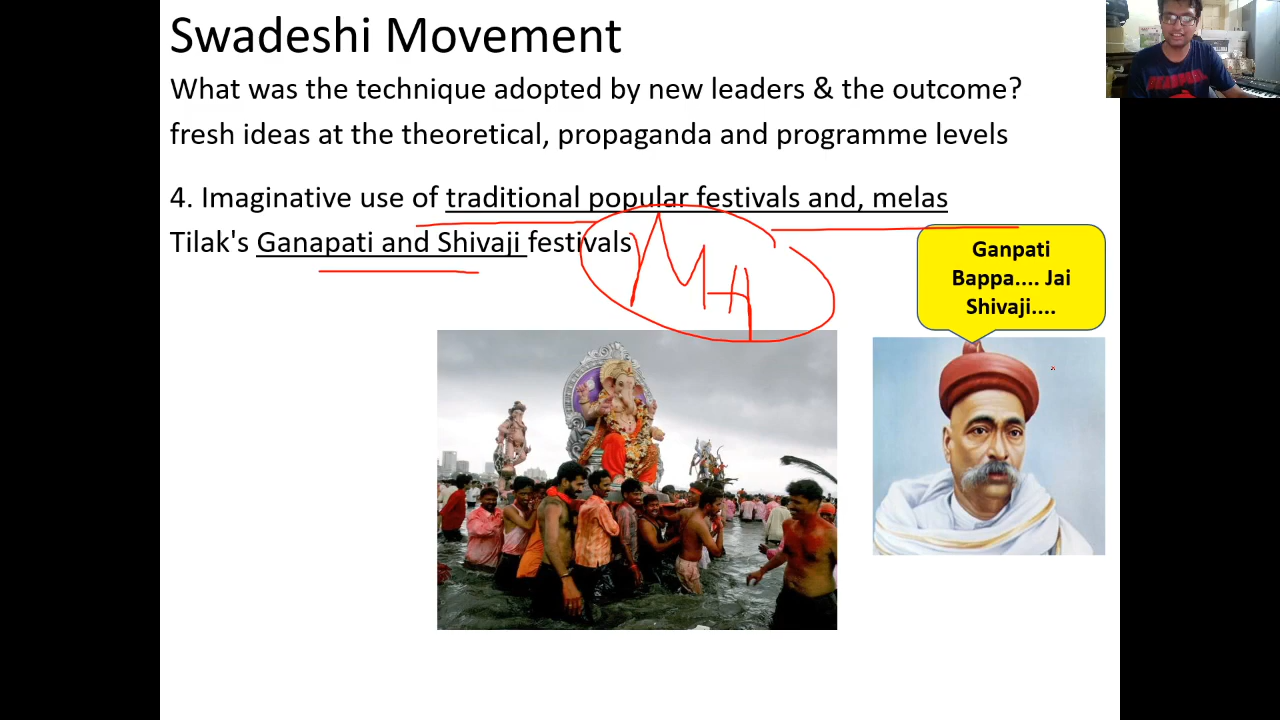 Swadeshi Movement
What was the technique adopted by new leaders & the outcome?
fresh ideas at the theoretical, propaganda and programme levels
4. Imaginative use of traditional popular festivals and, melas
Tilak's Ganapati and Shivaji festivals
MH
Ganpati
Bappa.... Jai
Shivaji....